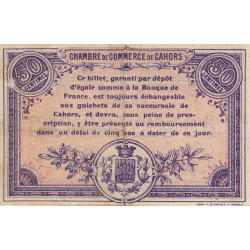 CHAMBRE DE COMMERCE DE CAHORS
50
CENTIMES
50
CENTIMES
Ce billet, garanti par dépôt
d'égale somme à la Banque de
France, est toujours échangeable
aux guichets de sa succursale de
Cahors, et devra, sous peine de pres-
cription, y être présenté au remboursement
dans un délai de cinq ans à dater de ce jour.